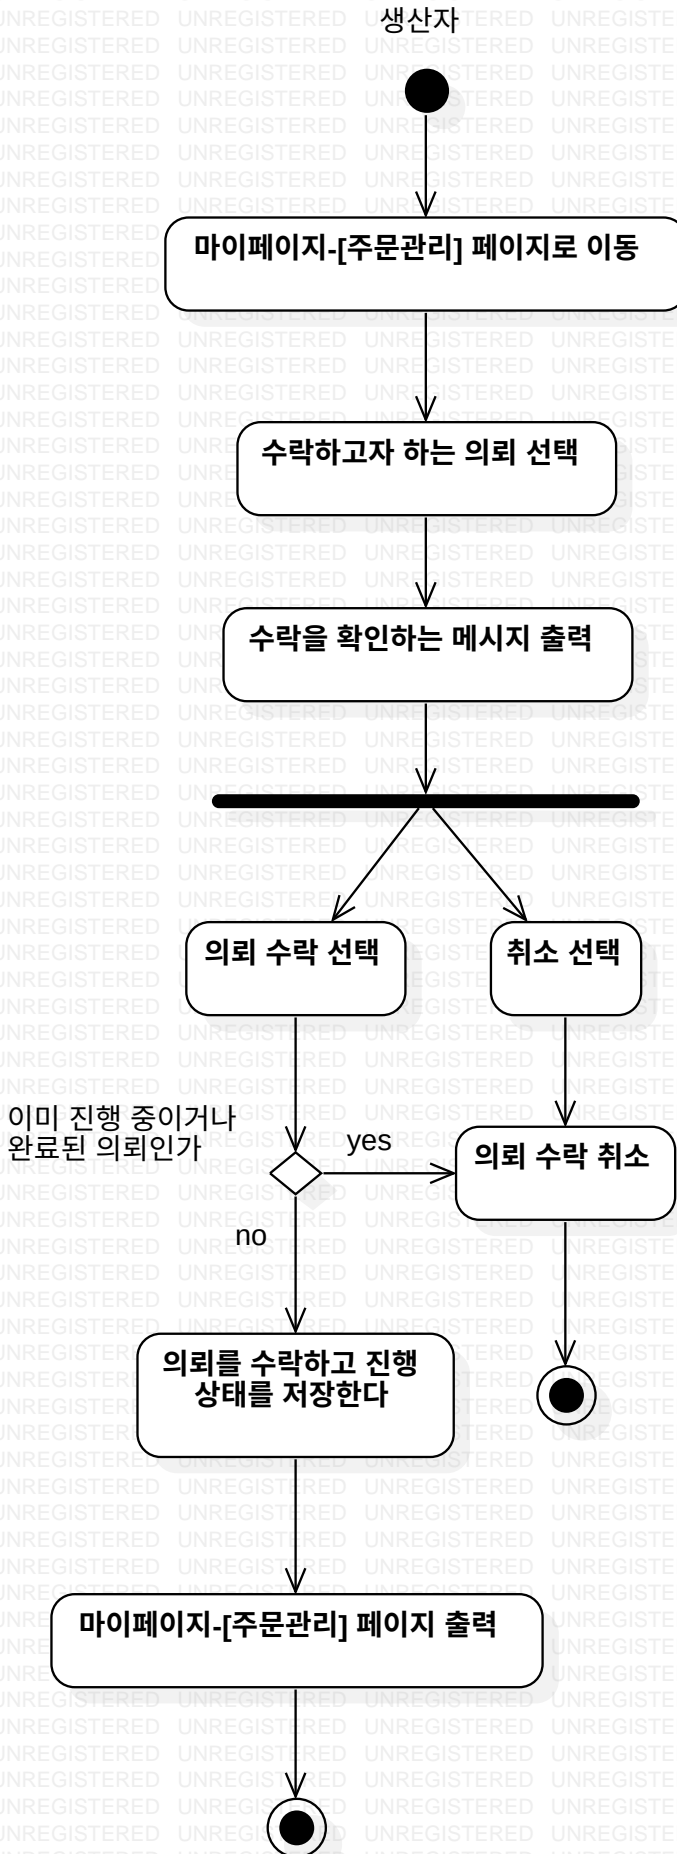 생산자
마이페이지-[주문관리] 페이지로 이동
수락하고자 하는 의뢰 선택
수락을 확인하는 메시지 출력
의뢰 수락 선택
취소 선택
이미 진행 중이거나
완료된 의뢰인가
yes
의뢰 수락 취소
no
의뢰를 수락하고 진행
상태를 저장한다
마이페이지-[주문관리] 페이지 출력
UNREGISTERED